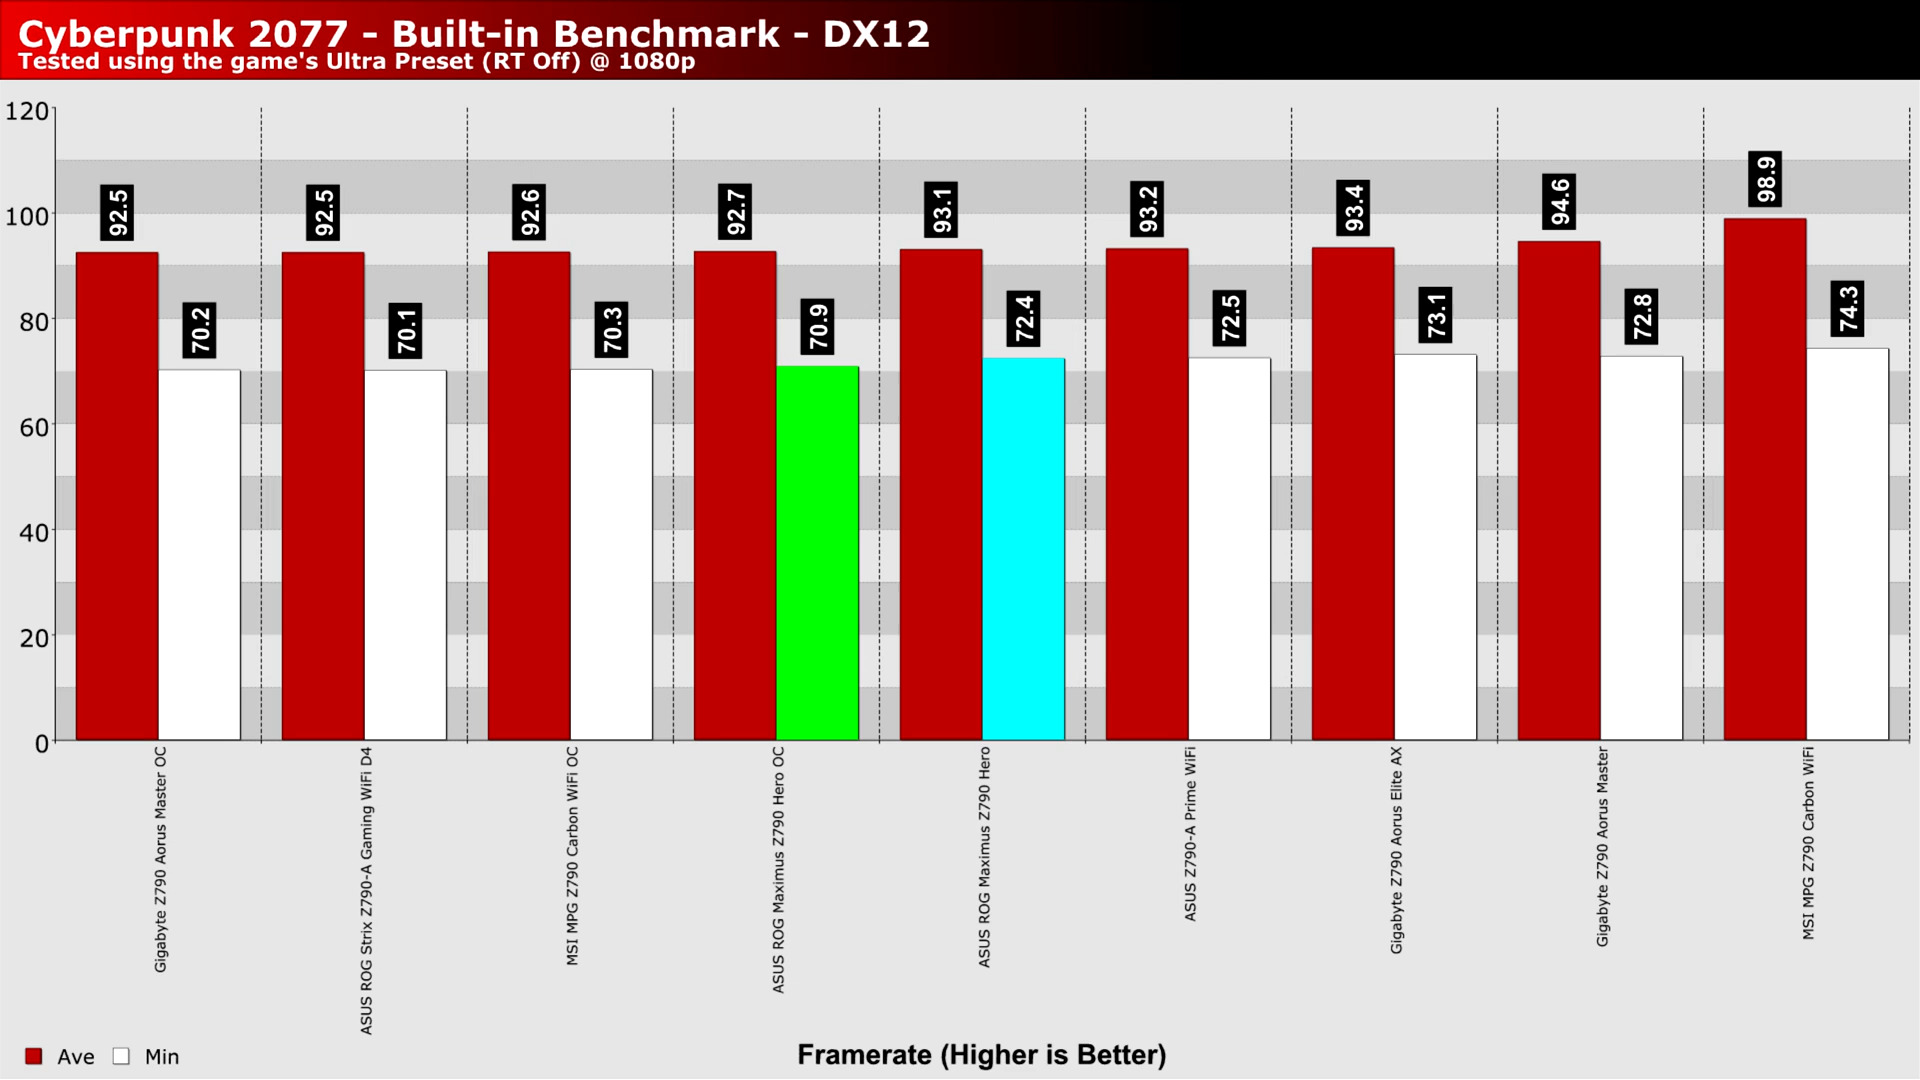 Cyberpunk 2077 - Built-in Benchmark - DX12
Tested using the game's Ultra Preset (RT Off) @ 1080p
120
100
80
60
40
20
0
92.5
70.2
92.5
70.1
92.6
70.3
92.7
70.9
93.1
72.4
93.2
72.5
93.4
73.1
94.6
72.8
98.9
74.3
Gigabyte Z790 Aorus Master OC
ASUS ROG Strix Z790-A Gaming WiFi D4
MSI MPG Z790 Carbon WiFi OC
ASUS ROG Maximus Z790 Hero OC
ASUS ROG Maximus Z790 Hero
ASUS Z790-A Prime WiFi
Gigabyte Z790 Aorus Elite AX
Gigabyte Z790 Aorus Master
MSI MPG Z790 Carbon WiFi
Ave
Min
Framerate (Higher is Better)